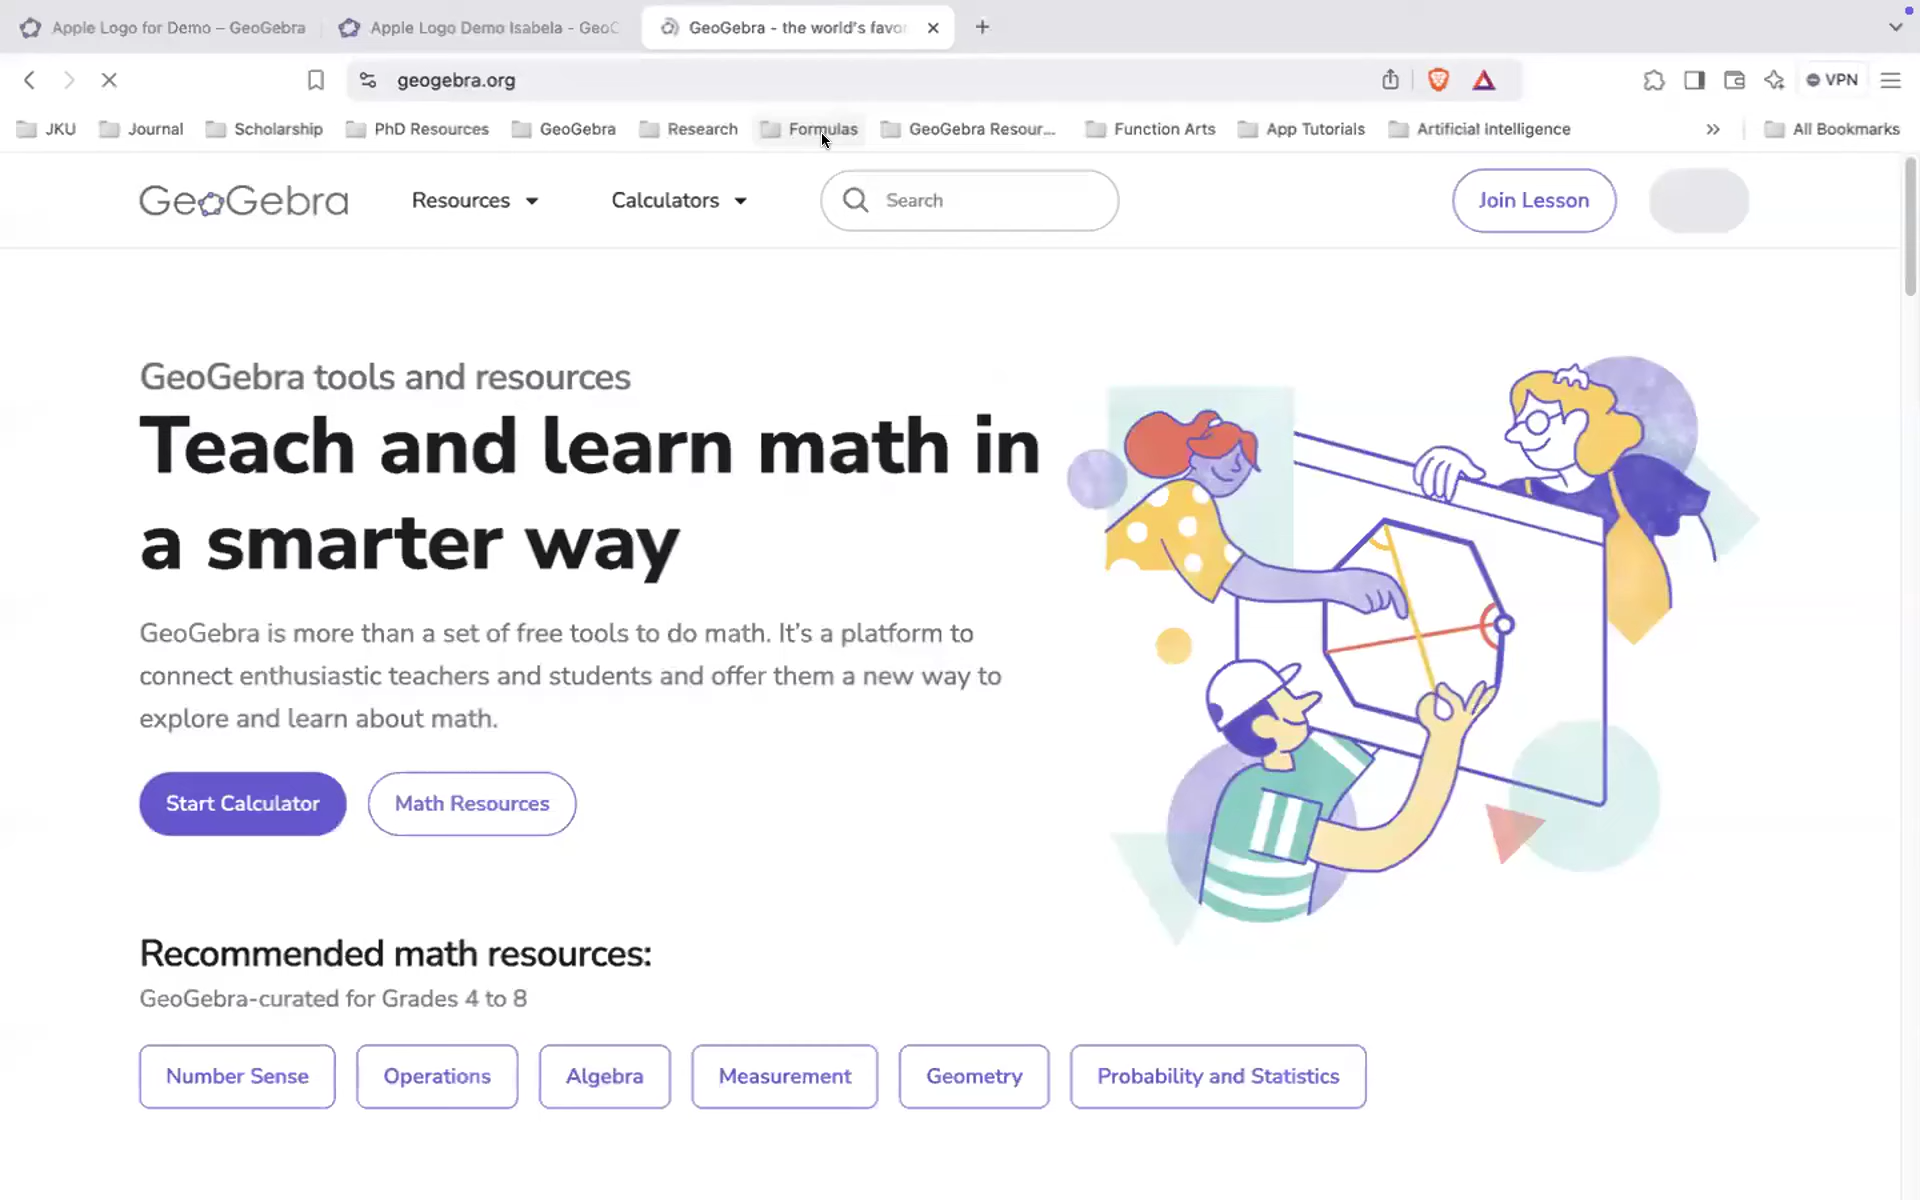 Apple Logo for Demo – GeoGebra
Apple Logo Demo Isabela - GeoG
GeoGebra - the world's favor
geogebra.org
VPN
JKU
Journal
Scholarship
PhD Resources
GeoGebra
Research
Formulas
GeoGebra Resour...
Function Arts
App Tutorials
Artificial intelligence
All Bookmarks
GeoGebra
Resources
Calculators
Search
Join Lesson
GeoGebra tools and resources
Teach and learn math in
a smarter way
GeoGebra is more than a set of free tools to do math. It's a platform to
connect enthusiastic teachers and students and offer them a new way to
explore and learn about math.
Start Calculator
Math Resources
Recommended math resources:
GeoGebra-curated for Grades 4 to 8
Number Sense
Operations
Algebra
Measurement
Geometry
Probability and Statistics